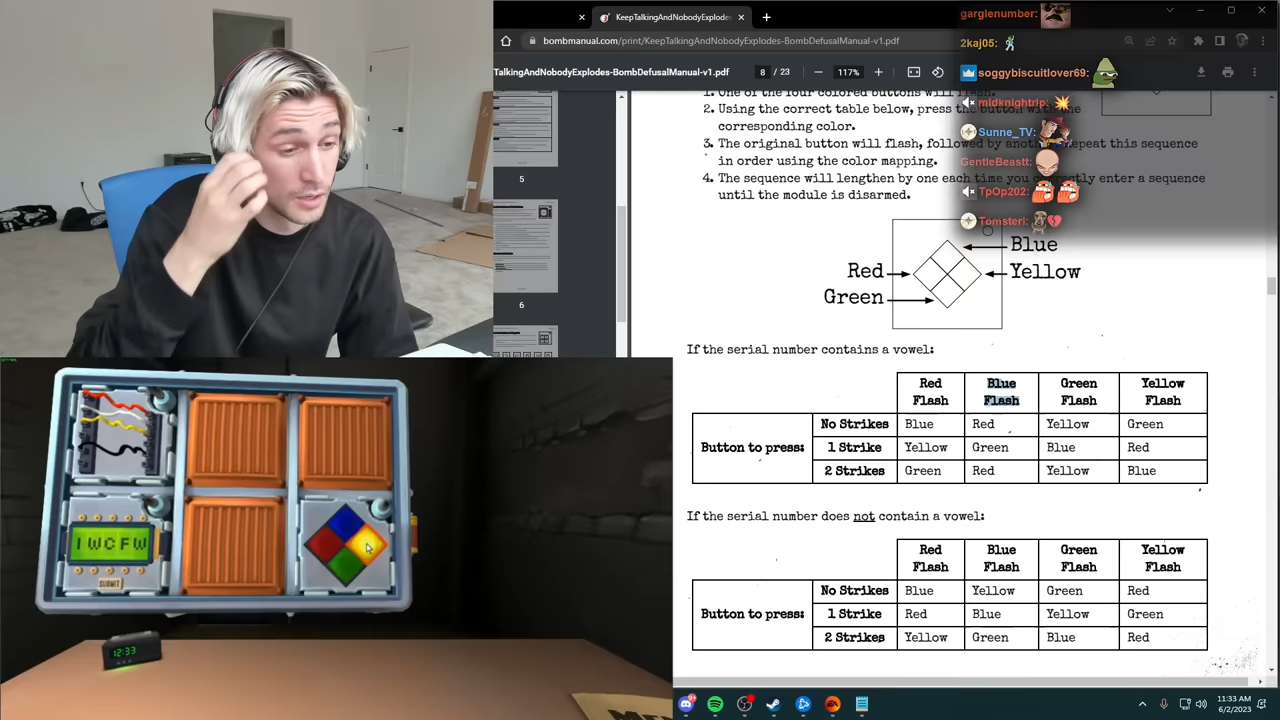 KeepTalkingAndNobodyExplodes
bombmanual.com/print/KeepTalkingAndNobodyExplodes-BombDefusalManual-v1.pdf
TalkingAndNobodyExplodes-BombDefusalManual-v1.pdf
8 / 23
117%
garglenumber:
2kaj05:
soggybiscuitlover69:
midknightrip:
Sunne_TV:
GentleBeastt:
TpOp202:
Tomsteri:
5
6
1. One of the four colored buttons will flash.
2. Using the correct table below, press the button with the
corresponding color.
3. The original button will flash, followed by another. Repeat this sequence
in order using the color mapping.
4. The sequence will lengthen by one each time you correctly enter a sequence
until the module is disarmed.
Blue
Red
Yellow
Green
If the serial number contains a vowel:
Red Flash Blue Flash Green Flash Yellow Flash
Button to press:
No Strikes Blue Red Yellow Green
1 Strike Yellow Green Blue Red
2 Strikes Green Red Yellow Blue
If the serial number does not contain a vowel:
Red Flash Blue Flash Green Flash Yellow Flash
Button to press:
No Strikes Blue Yellow Green Red
1 Strike Red Blue Yellow Green
2 Strikes Yellow Green Blue Red
I W C F W
SUBMIT
12:33
11:33 AM
6/2/2023